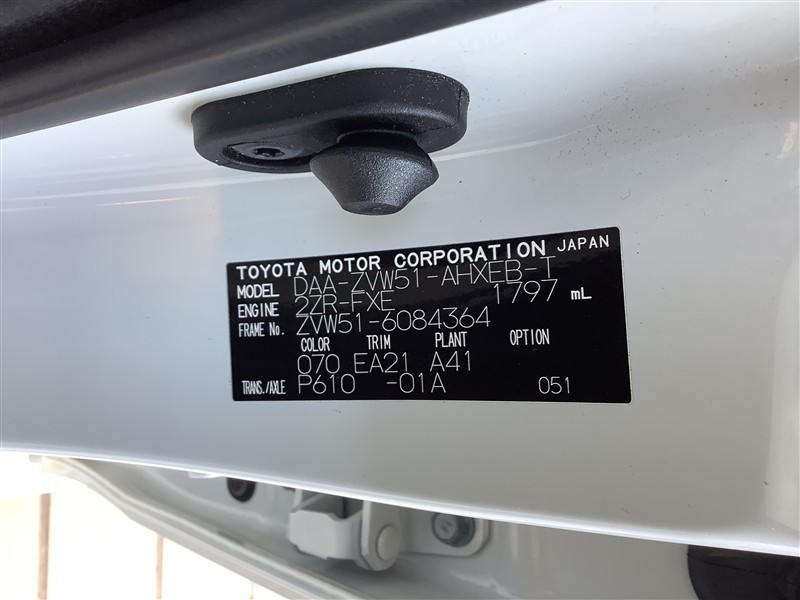 TOYOTA MOTOR CORPORATION JAPAN
MODEL DAA-ZVW51-AHXEB-T
ENGINE 2ZR-FXE 1797 mL
FRAME No. ZVW51-6084364
COLOR TRIM PLANT OPTION
070 EA21 A41
TRANS./AXLE P610 -01A 051